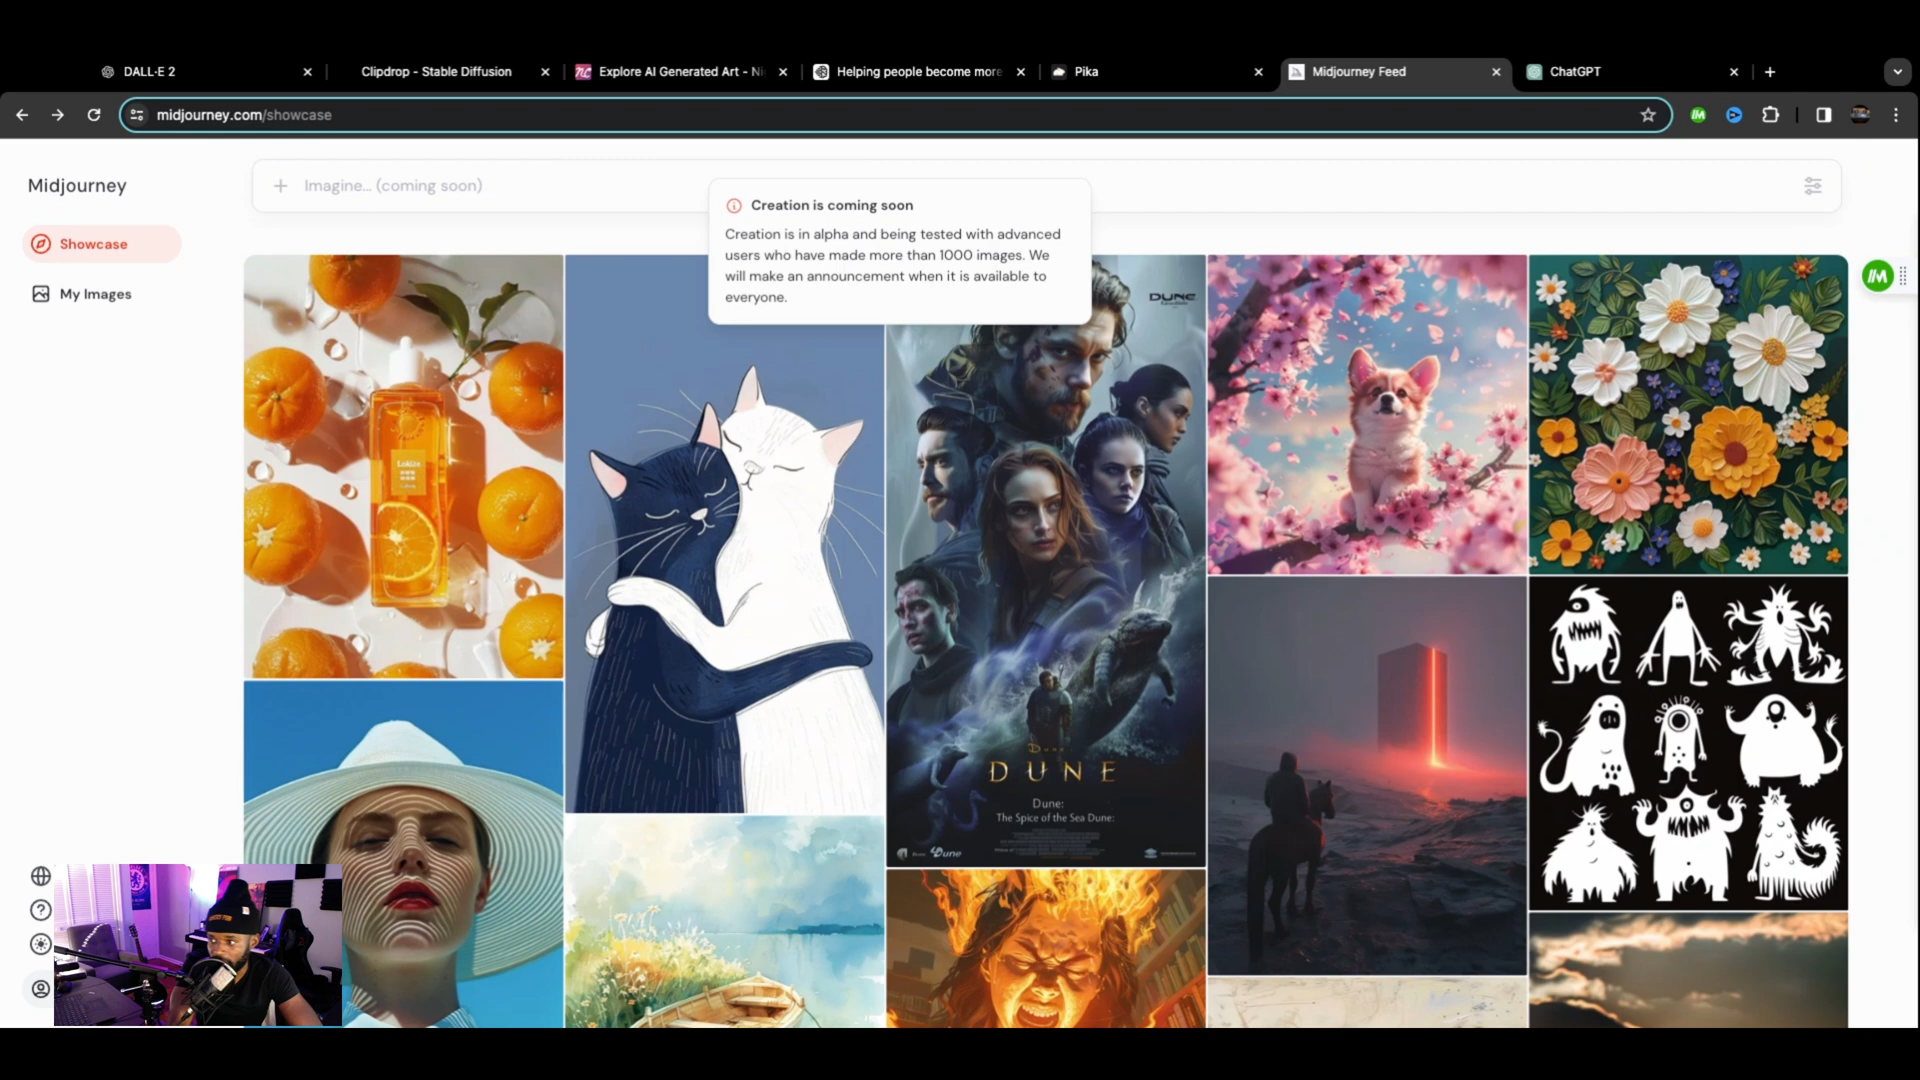 DALL·E 2
Clipdrop - Stable Diffusion
Explore AI Generated Art - Ni
Helping people become more
Pika
Midjourney Feed
ChatGPT
midjourney.com/showcase
Midjourney
Imagine... (coming soon)
Creation is coming soon
Creation is in alpha and being tested with advanced
users who have made more than 1000 images. We
will make an announcement when it is available to
everyone.
Showcase
My Images
DUNE
DUNE
Dune:
The Spice of the Sea Dune:
Dune